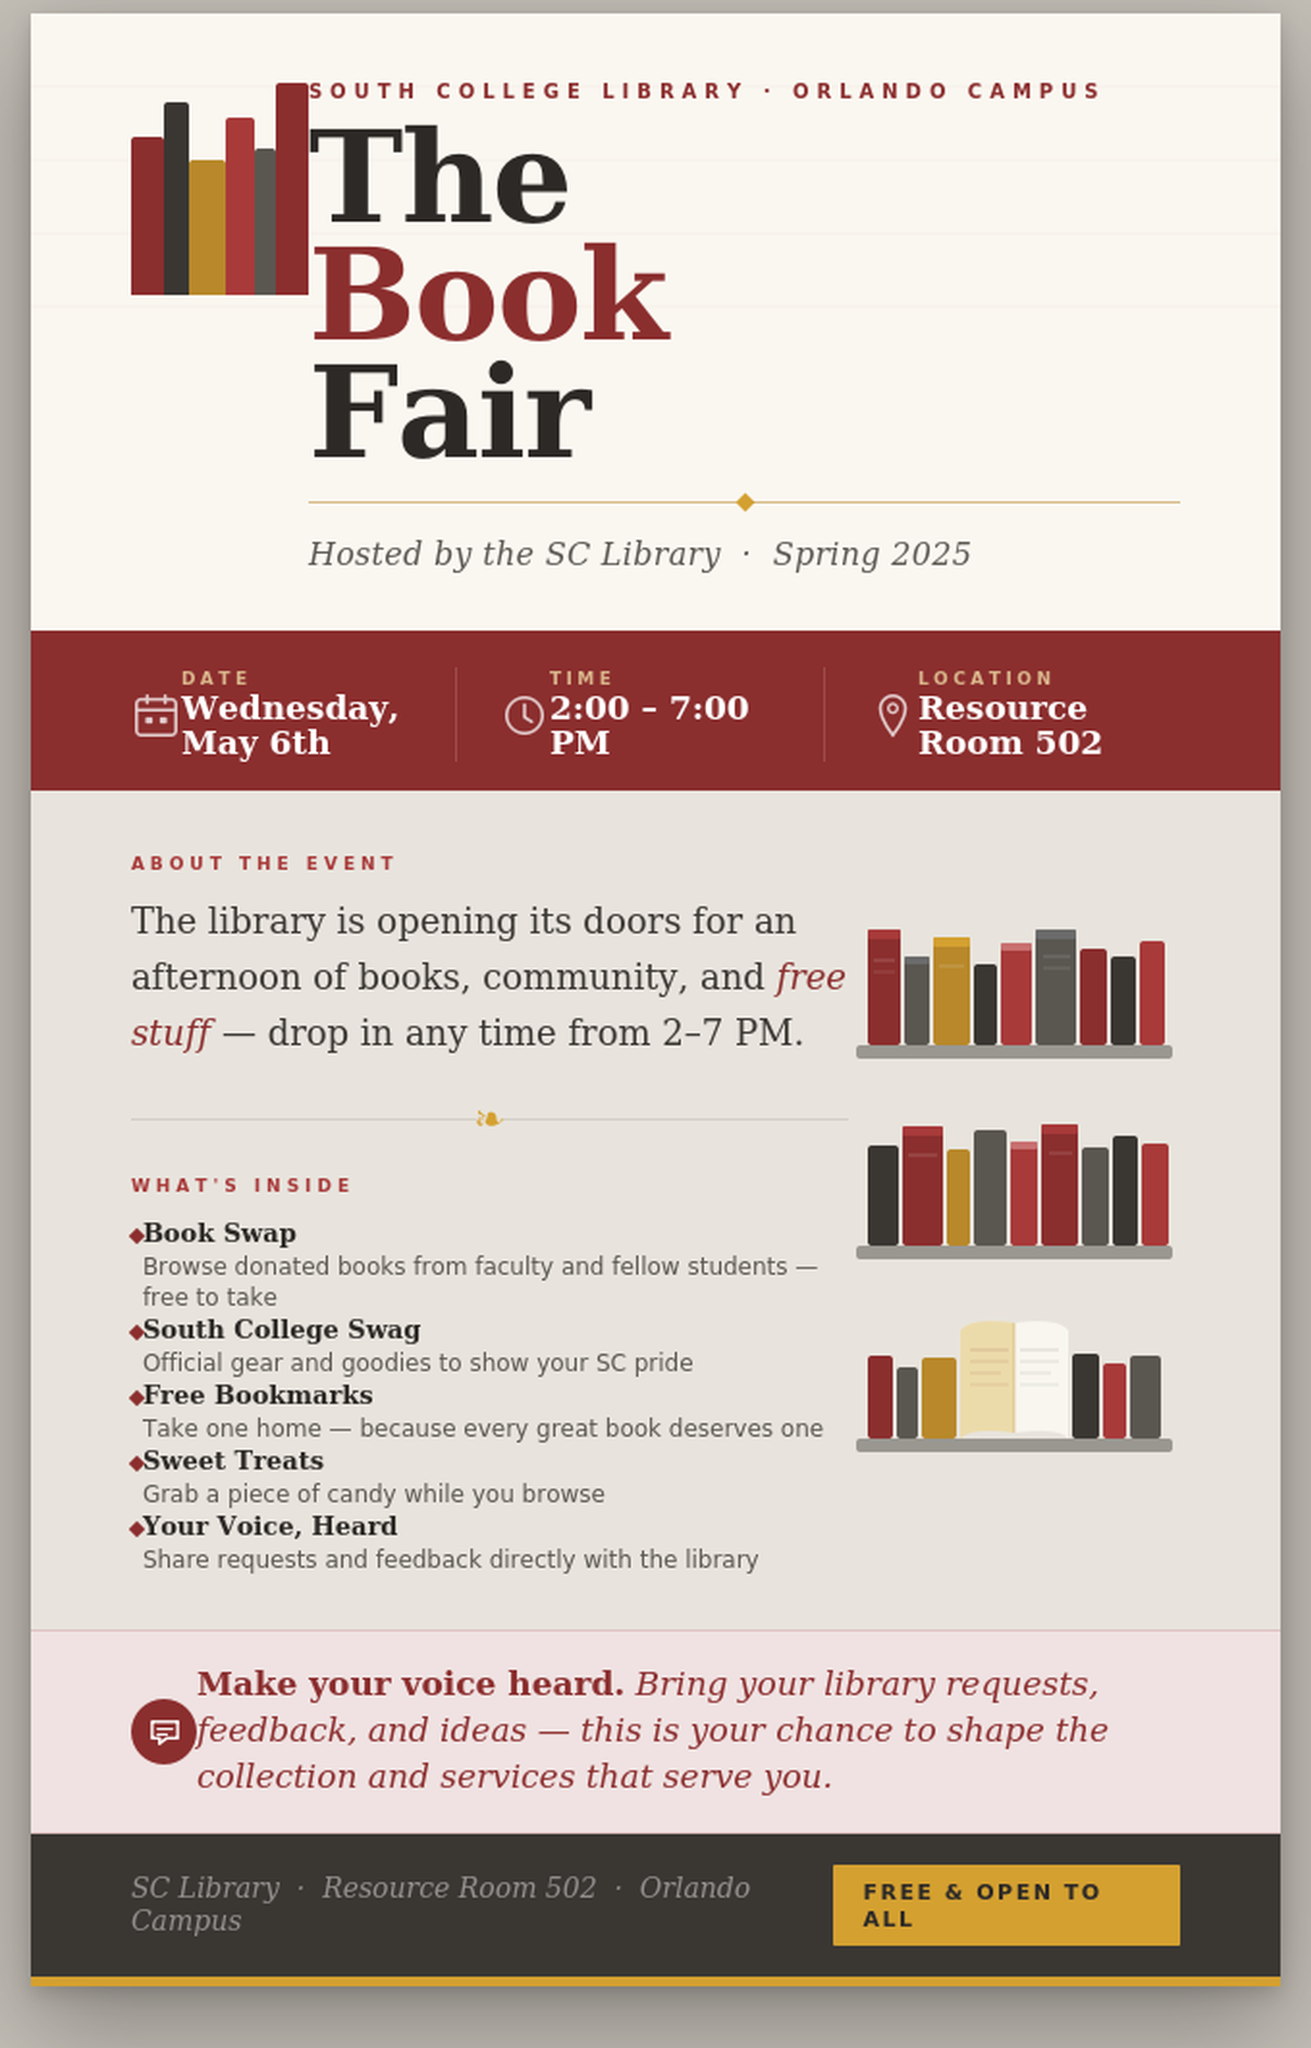 SOUTH COLLEGE LIBRARY · ORLANDO CAMPUS
The
Book
Fair
Hosted by the SC Library · Spring 2025
DATE
Wednesday,
May 6th
TIME
2:00 – 7:00
PM
LOCATION
Resource
Room 502
ABOUT THE EVENT
The library is opening its doors for an
afternoon of books, community, and free
stuff — drop in any time from 2–7 PM.
WHAT'S INSIDE
Book Swap
Browse donated books from faculty and fellow students —
free to take
South College Swag
Official gear and goodies to show your SC pride
Free Bookmarks
Take one home — because every great book deserves one
Sweet Treats
Grab a piece of candy while you browse
Your Voice, Heard
Share requests and feedback directly with the library
Make your voice heard. Bring your library requests,
feedback, and ideas — this is your chance to shape the
collection and services that serve you.
SC Library · Resource Room 502 · Orlando
Campus
FREE & OPEN TO
ALL